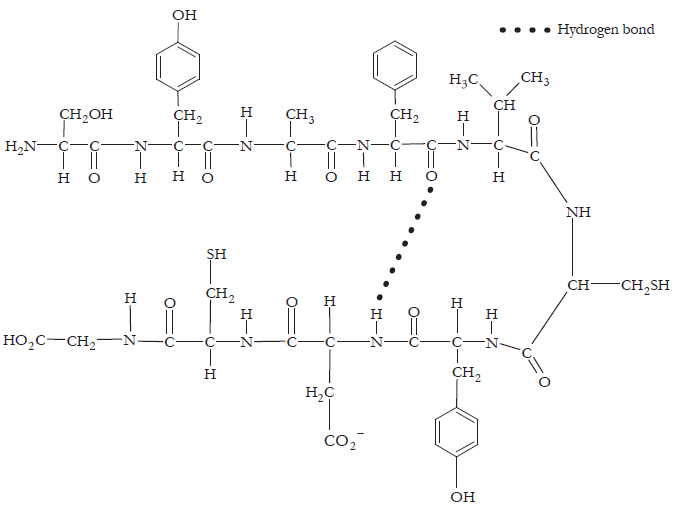 OH
Hydrogen bond
H₃C CH₃
CH₂OH CH₂ H CH₃ CH₂ H CH O
H₂N C C N C C N C C N C C N C C
H O H H O H O H H O H
NH
SH
CH CH₂SH
H O CH₂ H O H H O H H
HO₂C CH₂ N C C N C C N C C N C
H H₂C CH₂ O
CO₂⁻
OH